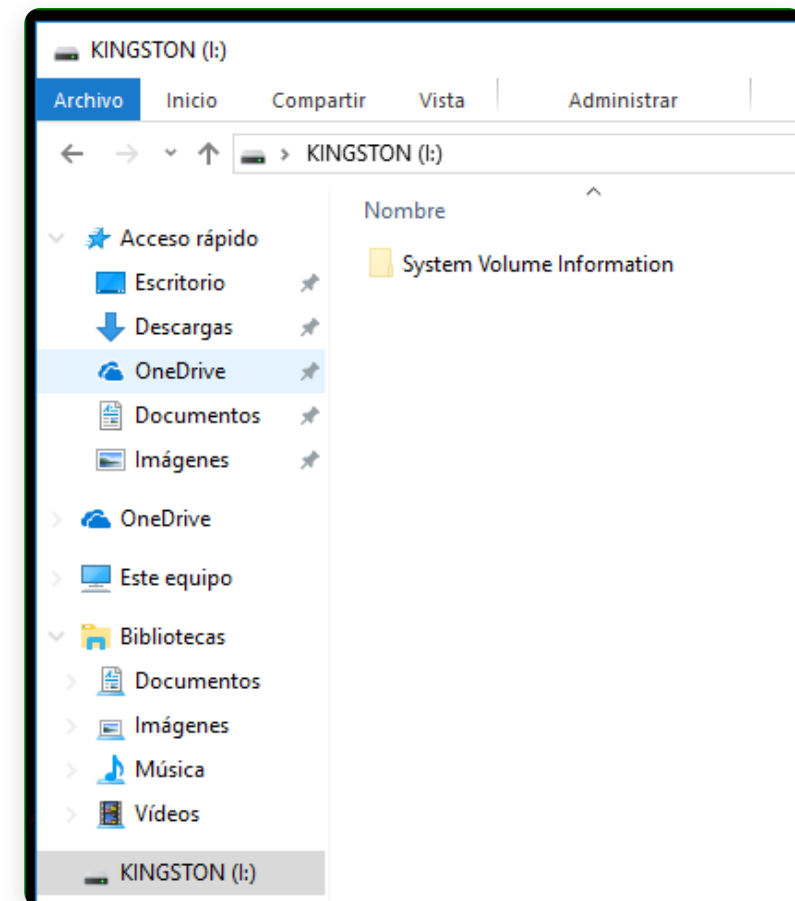 KINGSTON (I:)
Archivo Inicio Compartir Vista Administrar
KINGSTON (I:)
Nombre
System Volume Information
Acceso rápido
Escritorio
Descargas
OneDrive
Documentos
Imágenes
OneDrive
Este equipo
Bibliotecas
Documentos
Imágenes
Música
Vídeos
KINGSTON (I:)